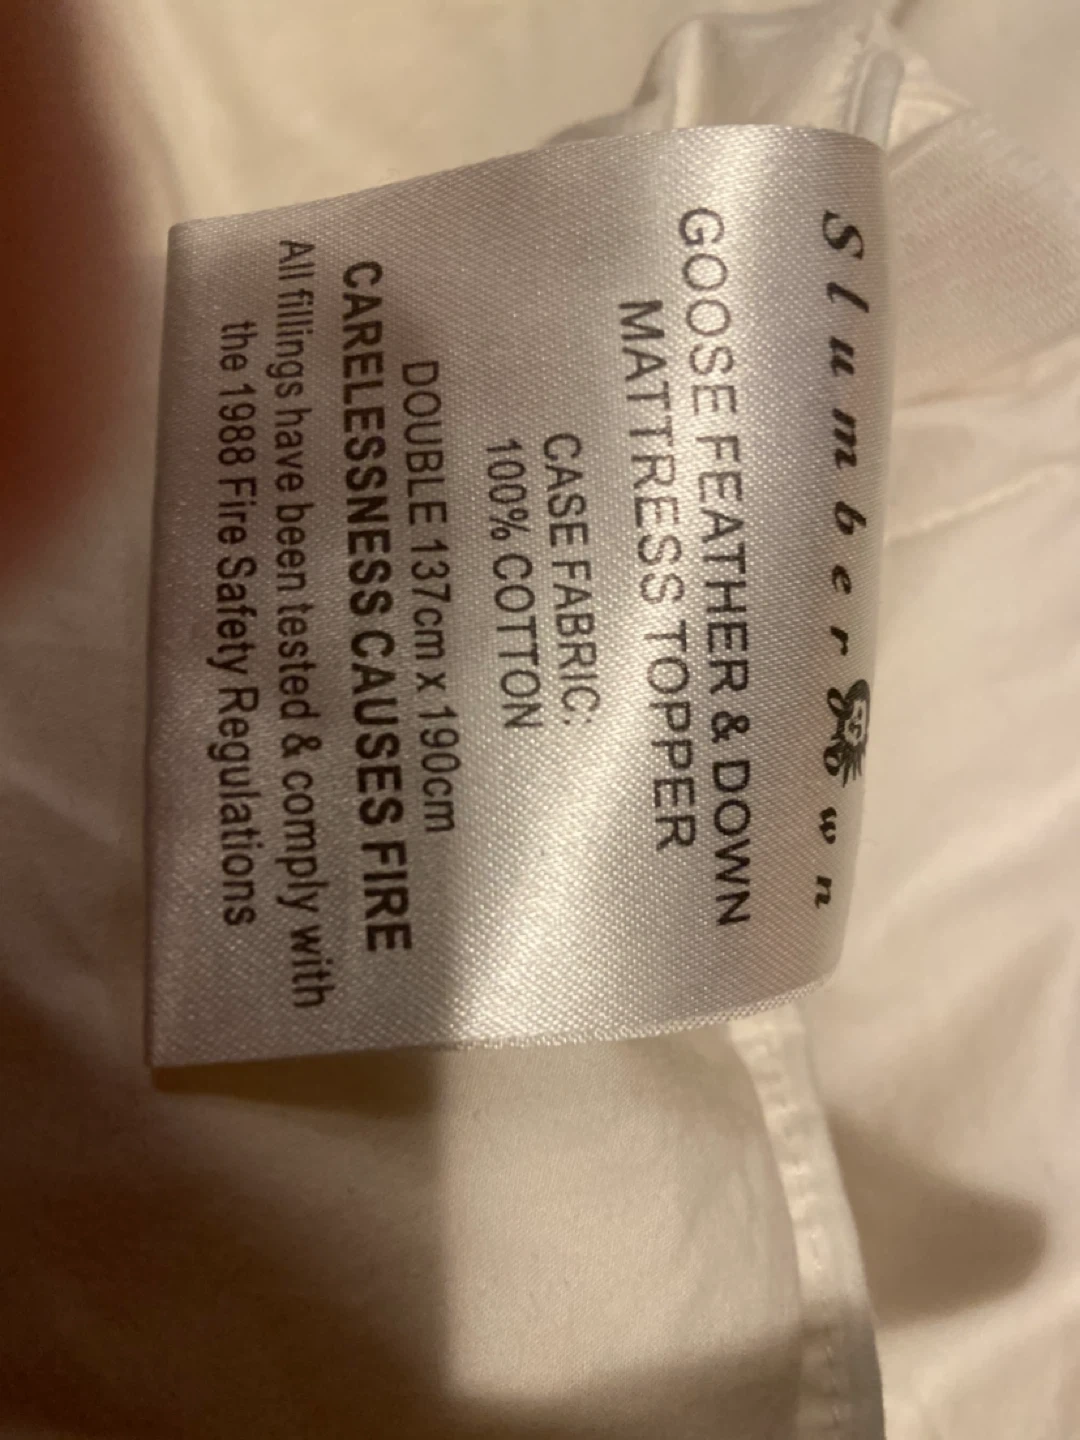 Slumberdown
GOOSE FEATHER & DOWN
MATTRESS TOPPER
CASE FABRIC:
100% COTTON
DOUBLE 137cm x 190cm
CARELESSNESS CAUSES FIRE
All fillings have been tested & comply with
the 1988 Fire Safety Regulations